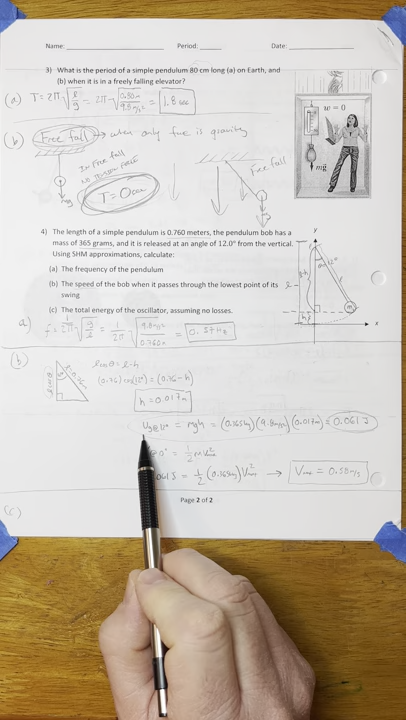 Name: Period: Date:
3) What is the period of a simple pendulum 80 cm long (a) on Earth, and
(b) when it is in a freely falling elevator?
(a) T = 2π√(l/g) = 2π√(0.80m/9.8m/s²) = 1.8 sec
w = 0
mg
(b) Free fall → when only force is gravity
In Free fall
NO TENSION FORCE
T = 0
Free fall
mg
4) The length of a simple pendulum is 0.760 meters, the pendulum bob has a
mass of 365 grams, and it is released at an angle of 12.0° from the vertical.
Using SHM approximations, calculate:
(a) The frequency of the pendulum
(b) The speed of the bob when it passes through the lowest point of its
swing
(c) The total energy of the oscillator, assuming no losses.
y
12°
l
l-h
m
h
x
a) f = 1/2π √(g/l) = 1/2π √(9.8m/s²/0.760m) = 0.57Hz
(b) l cosθ = l-h
(0.76)cos(12°) = (0.76-h)
h = 0.017m
Ug@12° = mgh = (0.365kg)(9.8m/s²)(0.017m) = 0.061 J
= ½mV²max
.061J = ½(0.365kg)V²max → Vmax = 0.58m/s
Page 2 of 2
(c)